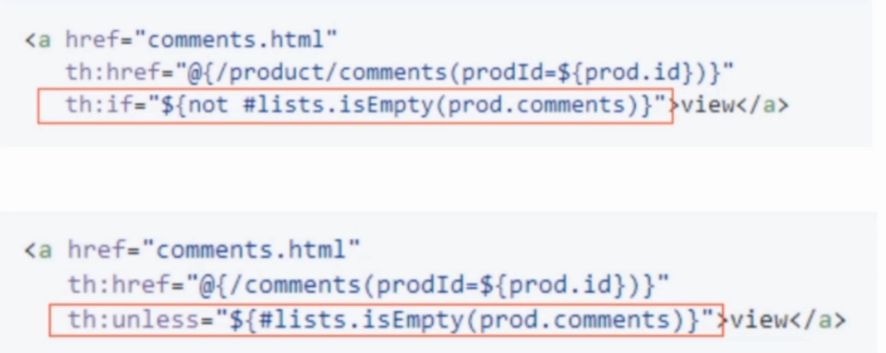 <a href="comments.html"
th:href="@{/product/comments(prodId=${prod.id})}"
th:if="${not #lists.isEmpty(prod.comments)}">view</a>
<a href="comments.html"
th:href="@{/comments(prodId=${prod.id})}"
th:unless="${#lists.isEmpty(prod.comments)}">view</a>